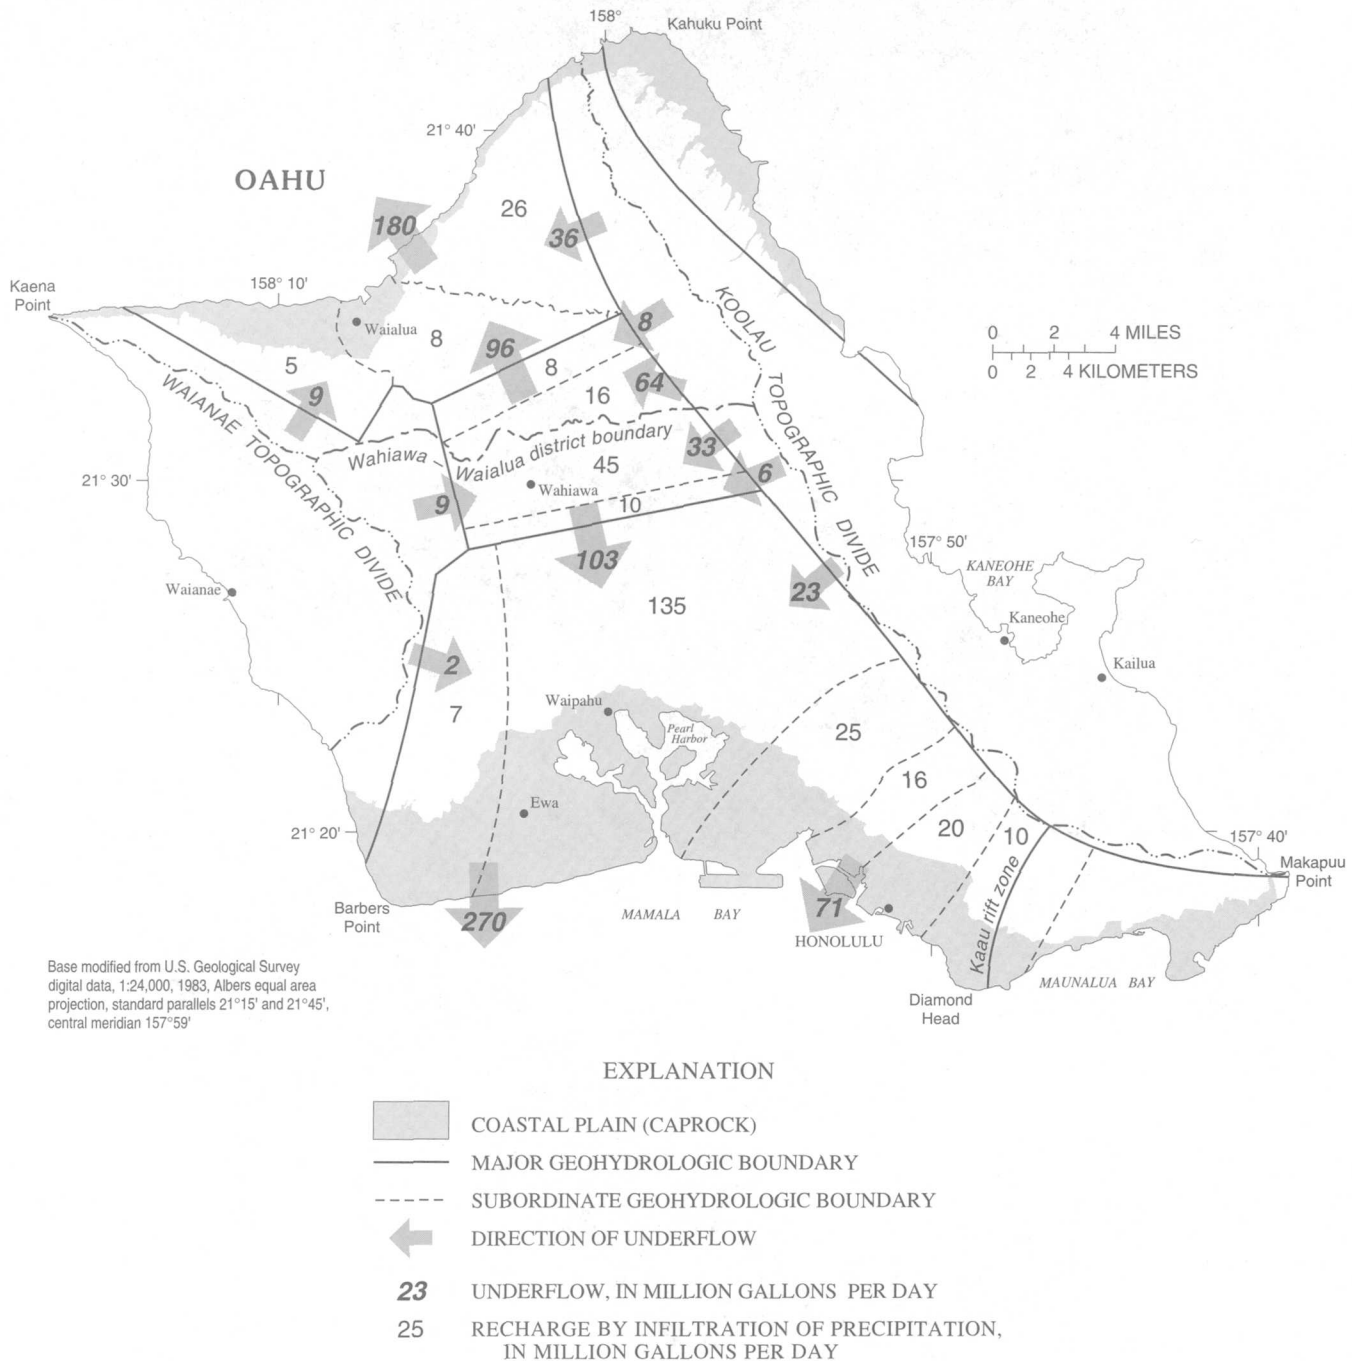 158°
Kahuku Point
21° 40'
OAHU
26
180
36
Kaena
Point
158° 10'
Waialua
8
8
96
8
5
9
64
16
KOOLAU TOPOGRAPHIC DIVIDE
0 2 4 MILES
0 2 4 KILOMETERS
WAIANAE TOPOGRAPHIC DIVIDE
Wahiawa
Waialua district boundary
33
45
6
21° 30'
Wahiawa
9
10
103
157° 50'
KANEOHE
BAY
Waianae
23
135
Kaneohe
Kailua
2
7
Waipahu
Pearl
Harbor
25
16
Ewa
20
10
21° 20'
157° 40'
Makapuu
Point
Kaau rift zone
Barbers
Point
270
MAMALA BAY
71
HONOLULU
MAUNALUA BAY
Diamond
Head
Base modified from U.S. Geological Survey
digital data, 1:24,000, 1983, Albers equal area
projection, standard parallels 21°15' and 21°45',
central meridian 157°59'
EXPLANATION
COASTAL PLAIN (CAPROCK)
MAJOR GEOHYDROLOGIC BOUNDARY
SUBORDINATE GEOHYDROLOGIC BOUNDARY
DIRECTION OF UNDERFLOW
23 UNDERFLOW, IN MILLION GALLONS PER DAY
25 RECHARGE BY INFILTRATION OF PRECIPITATION,
IN MILLION GALLONS PER DAY